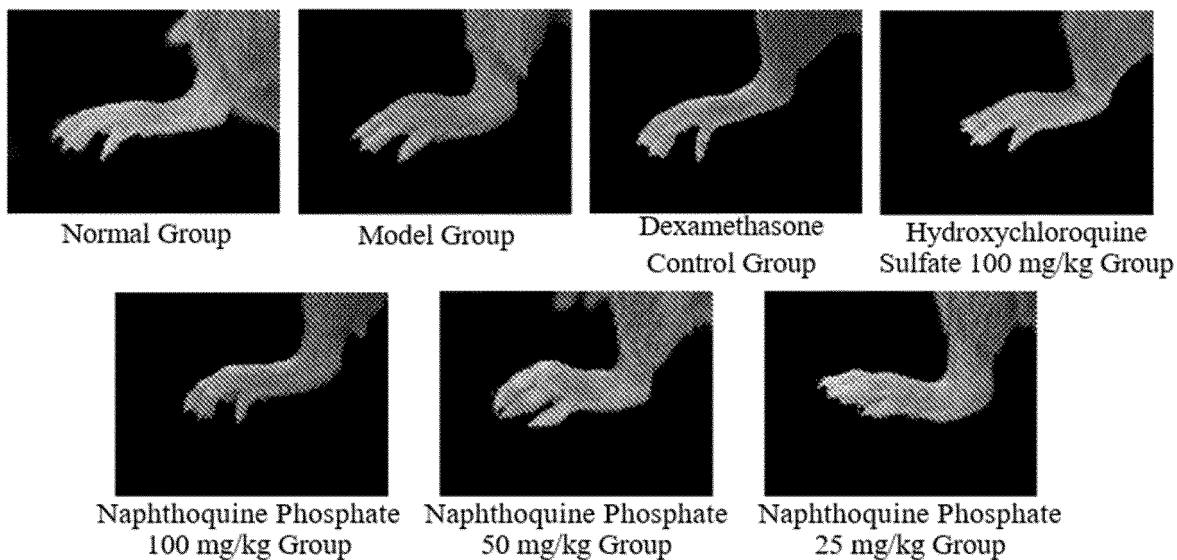 Normal Group
Model Group
Dexamethasone
Control Group
Hydroxychloroquine
Sulfate 100 mg/kg Group
Naphthoquine Phosphate
100 mg/kg Group
Naphthoquine Phosphate
50 mg/kg Group
Naphthoquine Phosphate
25 mg/kg Group